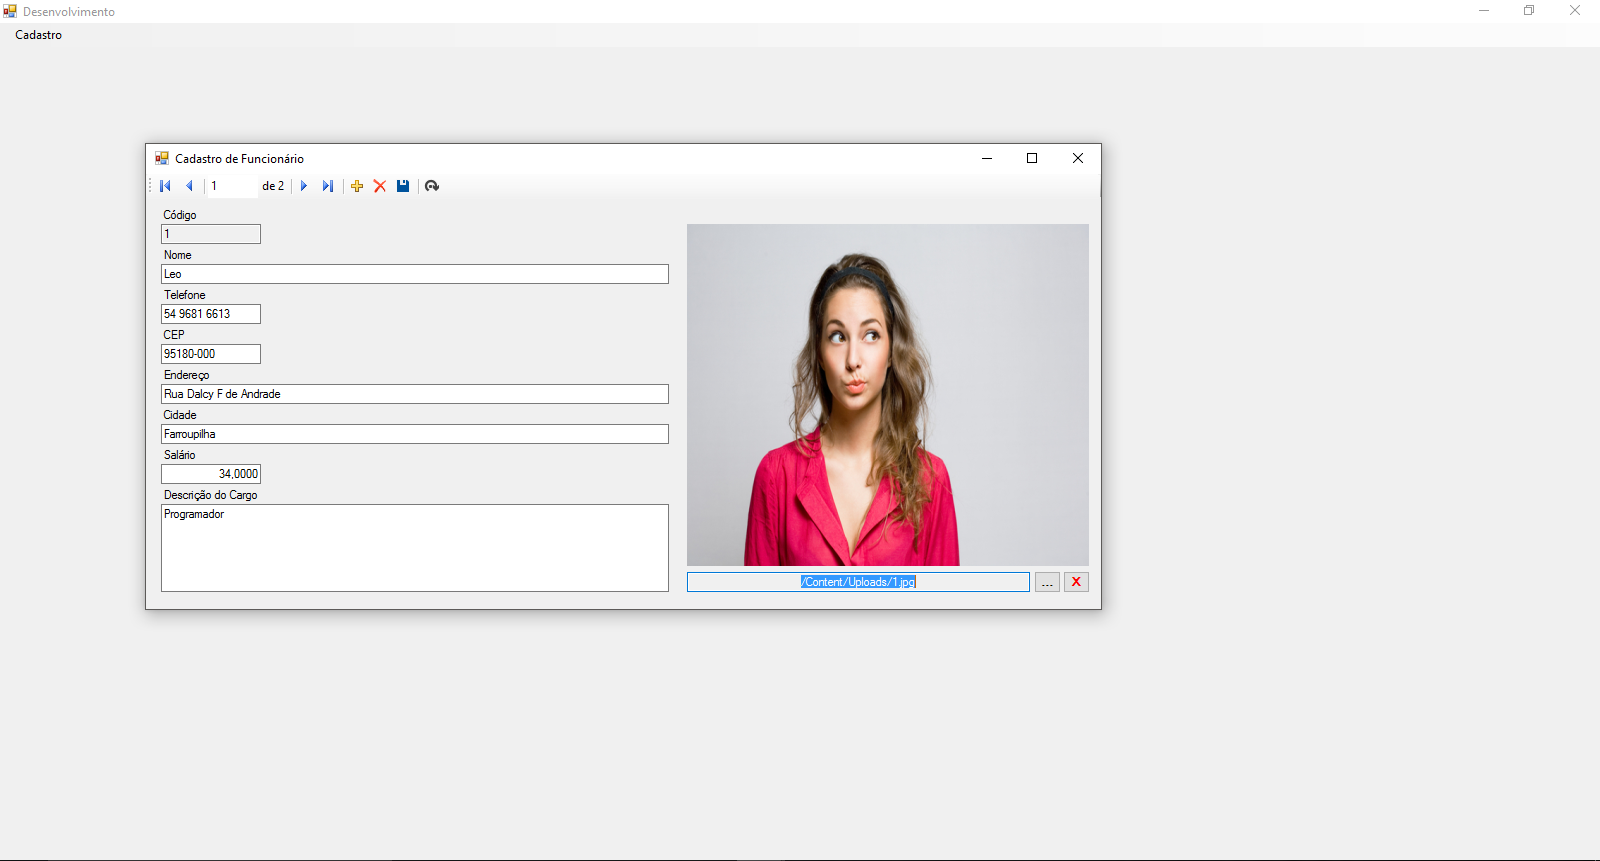 Desenvolvimento
Cadastro
Cadastro de Funcionário
1 de 2
Código
1
Nome
Leo
Telefone
54 9681 6613
CEP
95180-000
Endereço
Rua Dalcy F de Andrade
Cidade
Farroupilha
Salário
34,0000
Descrição do Cargo
Programador
/Content/Uploads/1.jpg
...
X